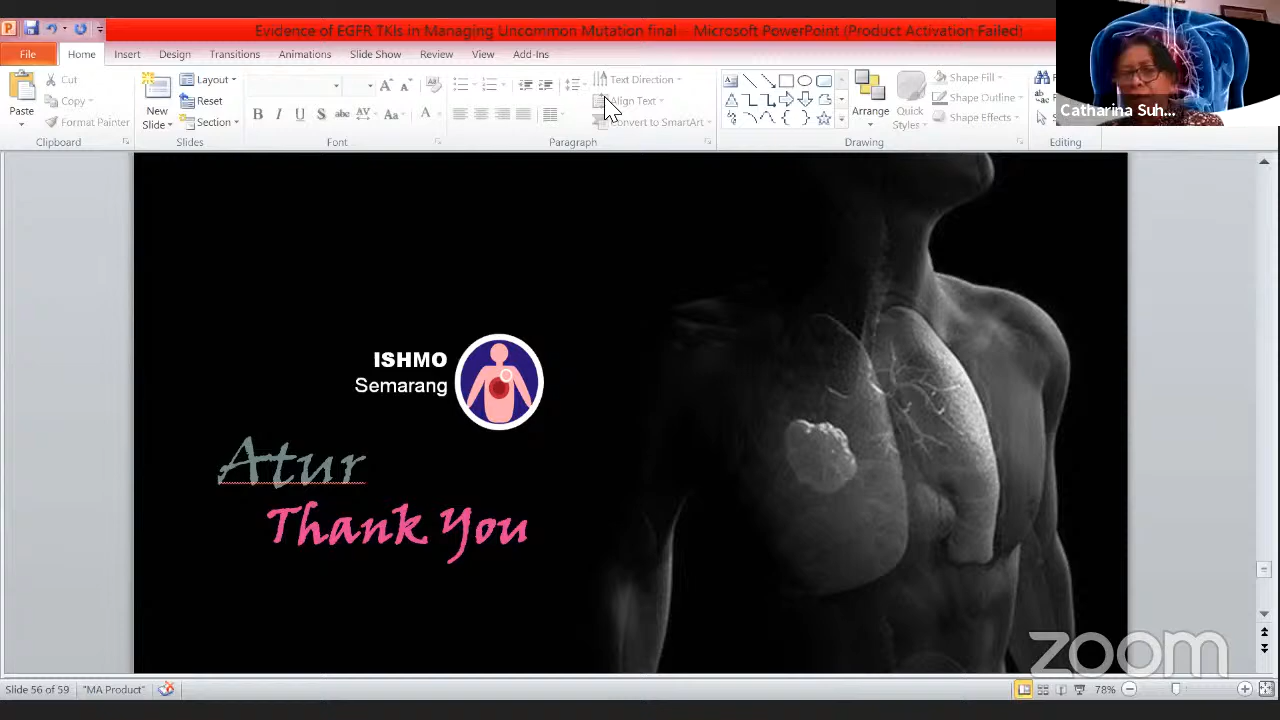 Evidence of EGFR TKIs in Managing Uncommon Mutation final - Microsoft PowerPoint (Product Activation Failed)
File Home Insert Design Transitions Animations Slide Show Review View Add-Ins
Paste
Cut
Copy
Format Painter
Clipboard
New
Slide
Layout
Reset
Section
Slides
B I U S abc AV Aa A
Font
Text Direction
Align Text
Convert to SmartArt
Paragraph
Arrange
Quick
Styles
Shape Fill
Shape Outline
Shape Effects
Drawing
Editing
Catharina Suh...
ISHMO
Semarang
Atur
Thank You
zoom
Slide 56 of 59 "MA Product" 78%